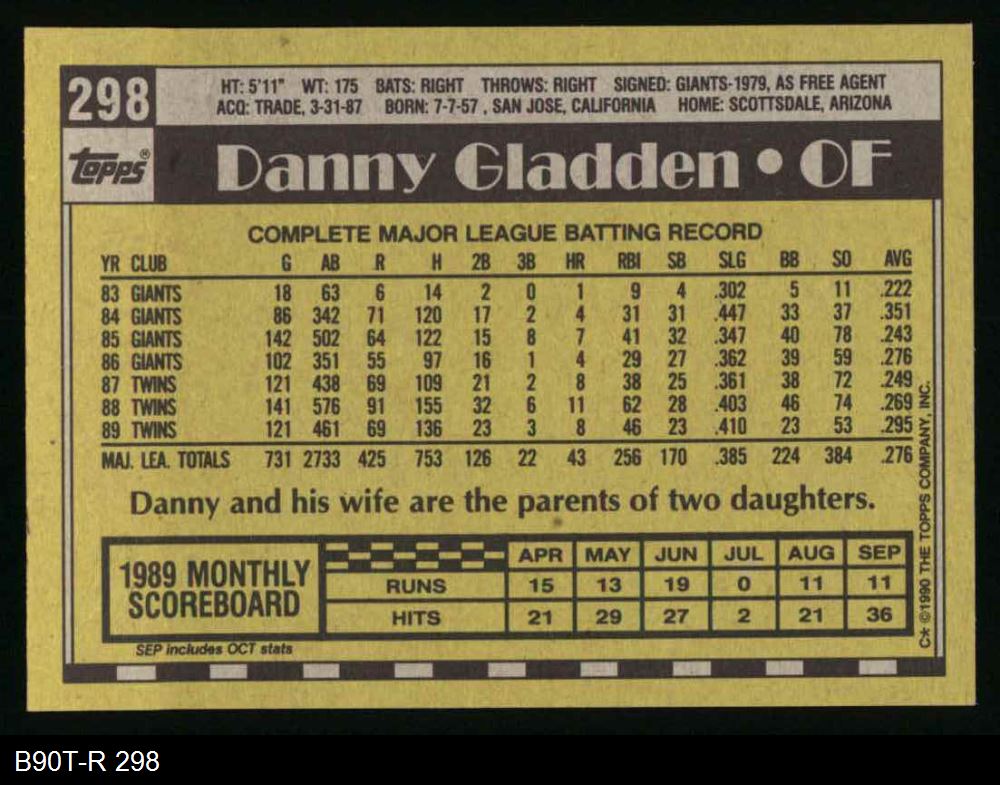 298
HT: 5'11" WT: 175 BATS: RIGHT THROWS: RIGHT SIGNED: GIANTS-1979, AS FREE AGENT
ACQ: TRADE, 3-31-87 BORN: 7-7-57 , SAN JOSE, CALIFORNIA HOME: SCOTTSDALE, ARIZONA
topps®
Danny Gladden • OF
COMPLETE MAJOR LEAGUE BATTING RECORD
YR CLUB G AB R H 2B 3B HR RBI SB SLG BB SO AVG
83 GIANTS 18 63 6 14 2 0 1 9 4 .302 5 11 .222
84 GIANTS 86 342 71 120 17 2 4 31 31 .447 33 37 .351
85 GIANTS 142 502 64 122 15 8 7 41 32 .347 40 78 .243
86 GIANTS 102 351 55 97 16 1 4 29 27 .362 39 59 .276
87 TWINS 121 438 69 109 21 2 8 38 25 .361 38 72 .249
88 TWINS 141 576 91 155 32 6 11 62 28 .403 46 74 .269
89 TWINS 121 461 69 136 23 3 8 46 23 .410 23 53 .295
MAJ. LEA. TOTALS 731 2733 425 753 126 22 43 256 170 .385 224 384 .276
Danny and his wife are the parents of two daughters.
1989 MONTHLY
SCOREBOARD
APR MAY JUN JUL AUG SEP
RUNS 15 13 19 0 11 11
HITS 21 29 27 2 21 36
SEP includes OCT stats
C* ©1990 THE TOPPS COMPANY, INC.
B90T-R 298